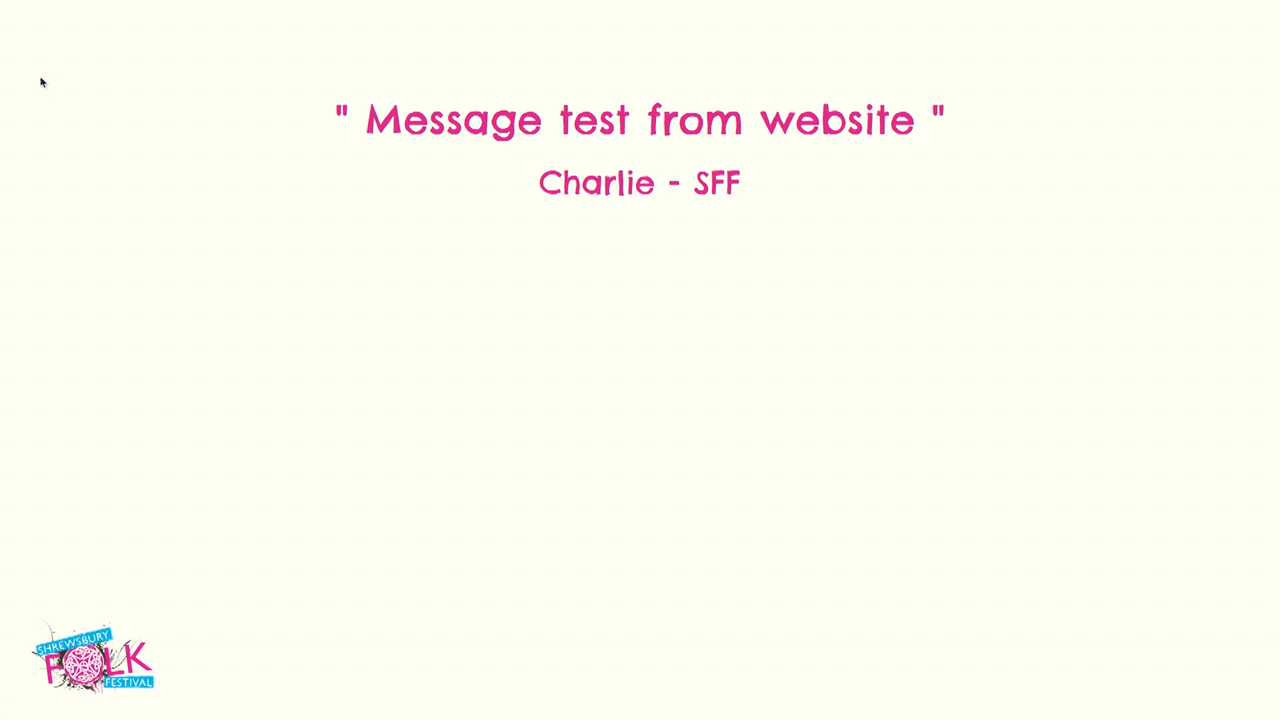 " Message test from website "
Charlie - SFF
SHREWSBURY
FOLK
FESTIVAL